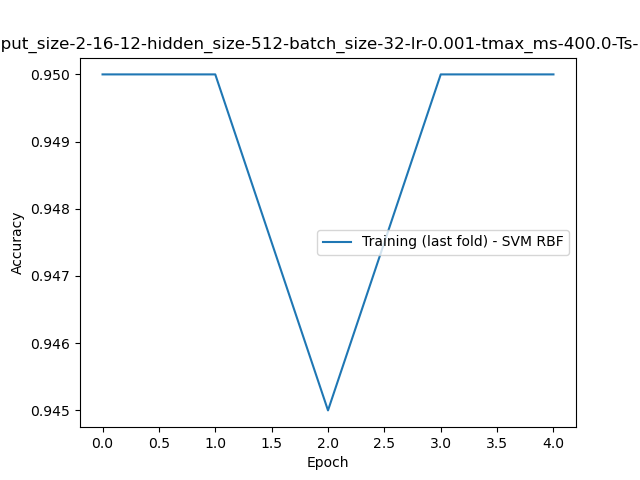 put_size-2-16-12-hidden_size-512-batch_size-32-lr-0.001-tmax_ms-400.0-Ts-
0.950
0.949
0.948
0.947
0.946
0.945
Accuracy
Training (last fold) - SVM RBF
0.0 0.5 1.0 1.5 2.0 2.5 3.0 3.5 4.0
Epoch